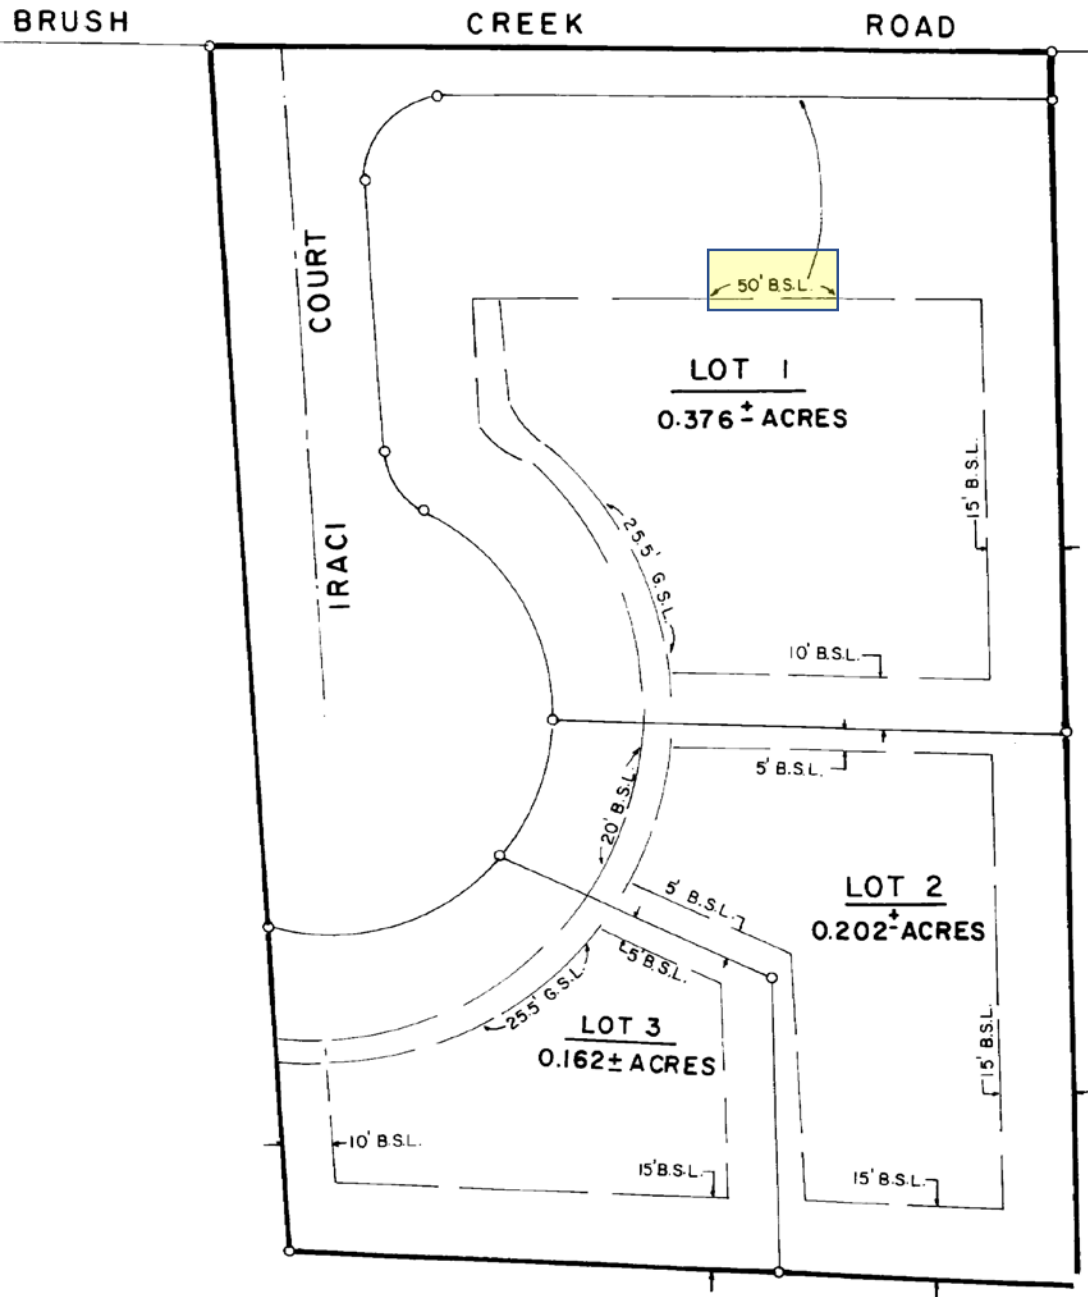 BRUSH CREEK ROAD
COURT
IRACI
50' B.S.L.
LOT 1
0.376 ± ACRES
15' B.S.L.
25.5' G.S.L.
10' B.S.L.
5' B.S.L.
20' B.S.L.
5' B.S.L.
LOT 2
0.202 ± ACRES
5' B.S.L.
25.5' G.S.L.
LOT 3
0.162 ± ACRES
15' B.S.L.
10' B.S.L.
15' B.S.L.
15' B.S.L.